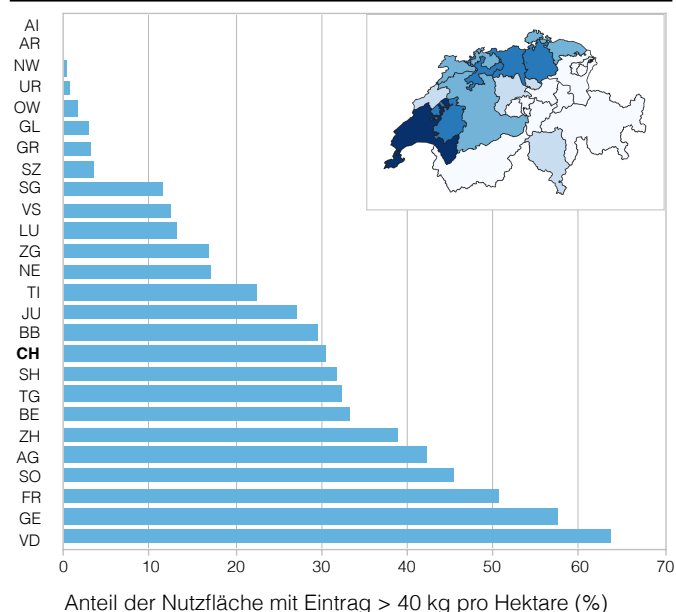 AI
AR
NW
UR
OW
GL
GR
SZ
SG
VS
LU
ZG
NE
TI
JU
BB
CH
SH
TG
BE
ZH
AG
SO
FR
GE
VD
0 10 20 30 40 50 60 70
Anteil der Nutzfläche mit Eintrag > 40 kg pro Hektare (%)